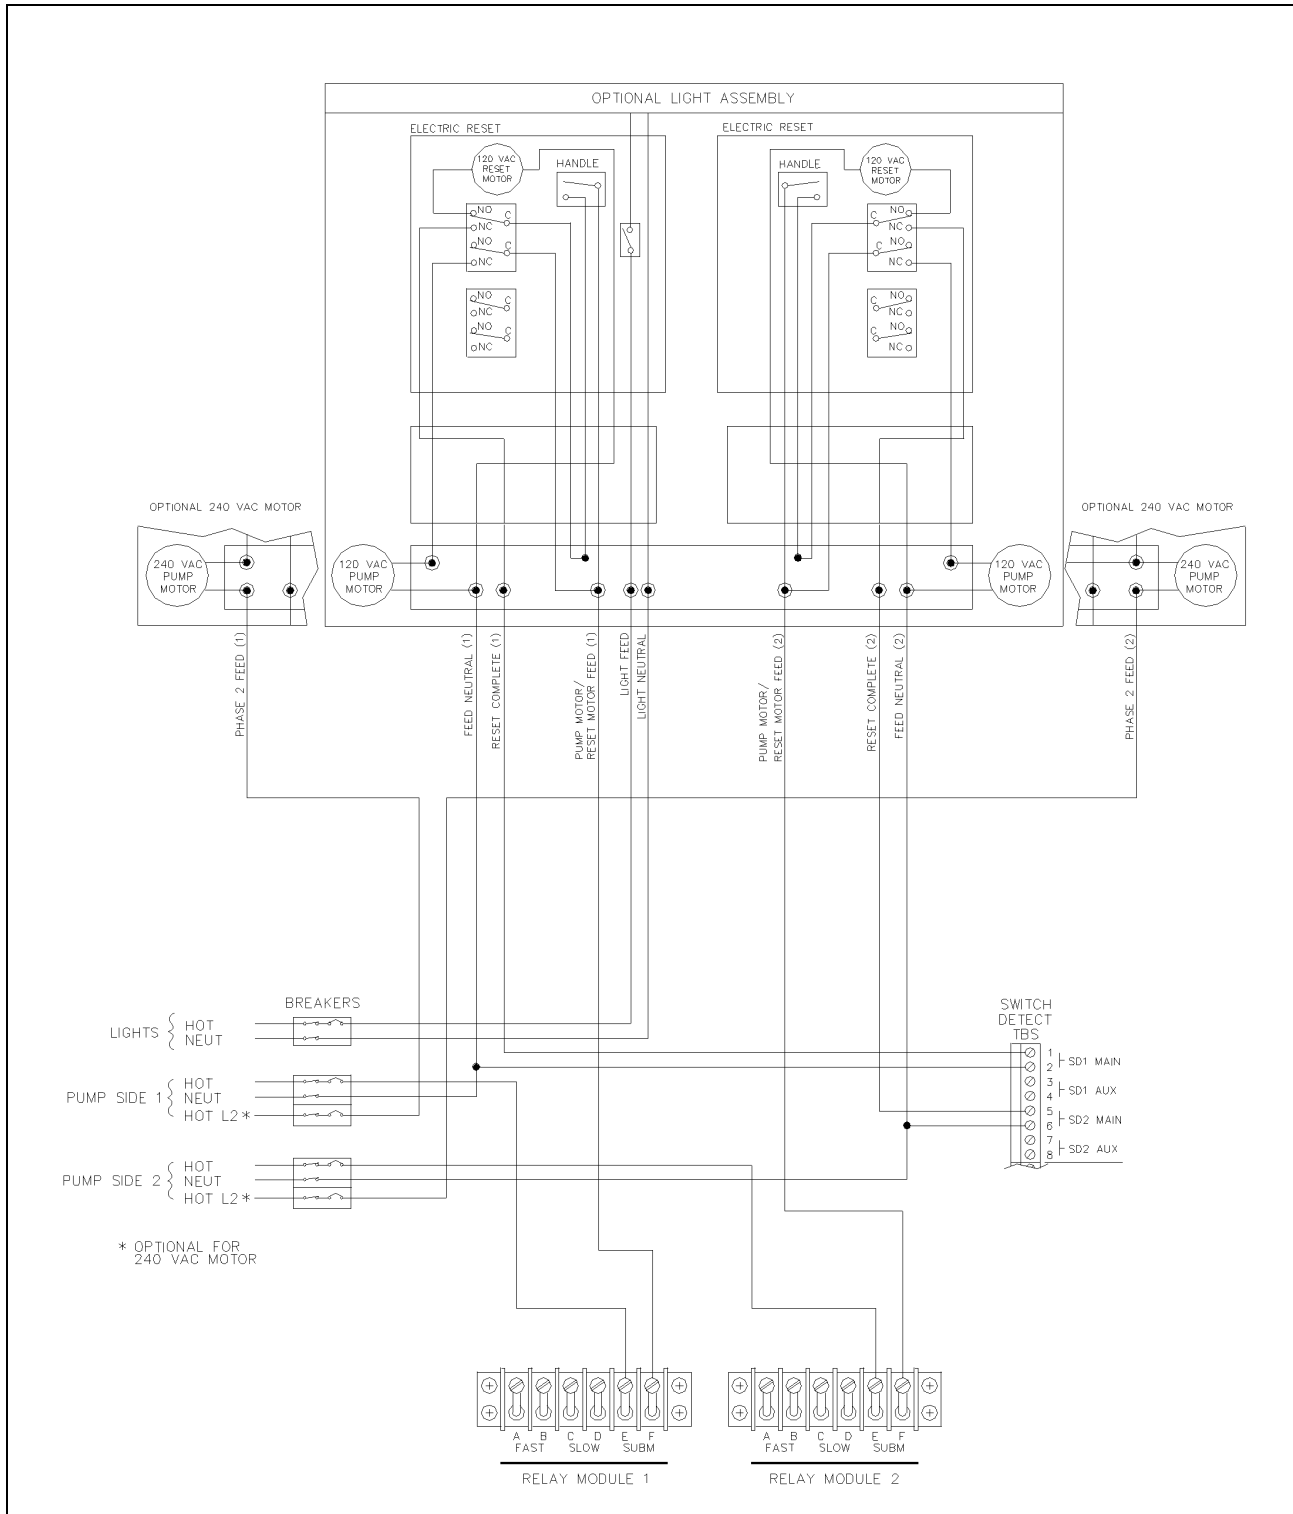 OPTIONAL LIGHT ASSEMBLY
ELECTRIC RESET
120 VAC
RESET
MOTOR
HANDLE
NO
C
NC
NO
C
NC
NO
C
NC
NO
C
NC
ELECTRIC RESET
HANDLE
120 VAC
RESET
MOTOR
NO
C
NC
NO
C
NC
NO
C
NC
NO
C
NC
OPTIONAL 240 VAC MOTOR
240 VAC
PUMP
MOTOR
120 VAC
PUMP
MOTOR
120 VAC
PUMP
MOTOR
OPTIONAL 240 VAC MOTOR
240 VAC
PUMP
MOTOR
PHASE 2 FEED (1)
FEED NEUTRAL (1)
RESET COMPLETE (1)
PUMP MOTOR/
RESET MOTOR FEED (1)
LIGHT FEED
LIGHT NEUTRAL
PUMP MOTOR/
RESET MOTOR FEED (2)
RESET COMPLETE (2)
FEED NEUTRAL (2)
PHASE 2 FEED (2)
BREAKERS
LIGHTS
HOT
NEUT
PUMP SIDE 1
HOT
NEUT
HOT L2*
PUMP SIDE 2
HOT
NEUT
HOT L2*
* OPTIONAL FOR
240 VAC MOTOR
SWITCH
DETECT
TBS
1
2
SD1 MAIN
3
4
SD1 AUX
5
6
SD2 MAIN
7
8
SD2 AUX
A B C D E F
FAST SLOW SUBM
RELAY MODULE 1
A B C D E F
FAST SLOW SUBM
RELAY MODULE 2